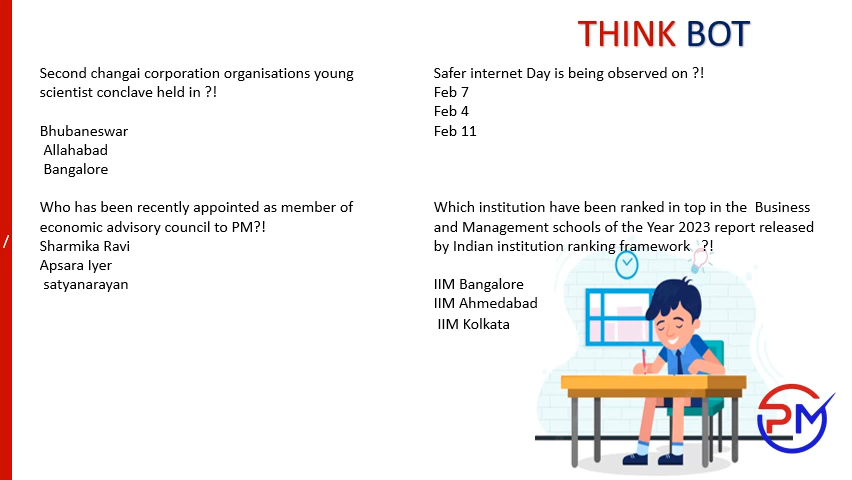 THINK BOT
Second changai corporation organisations young
scientist conclave held in ?!
Bhubaneswar
Allahabad
Bangalore
Who has been recently appointed as member of
economic advisory council to PM?!
Sharmika Ravi
Apsara Iyer
satyanarayan
Safer internet Day is being observed on ?!
Feb 7
Feb 4
Feb 11
Which institution have been ranked in top in the Business
and Management schools of the Year 2023 report released
by Indian institution ranking framework ?!
IIM Bangalore
IIM Ahmedabad
IIM Kolkata
/
PM